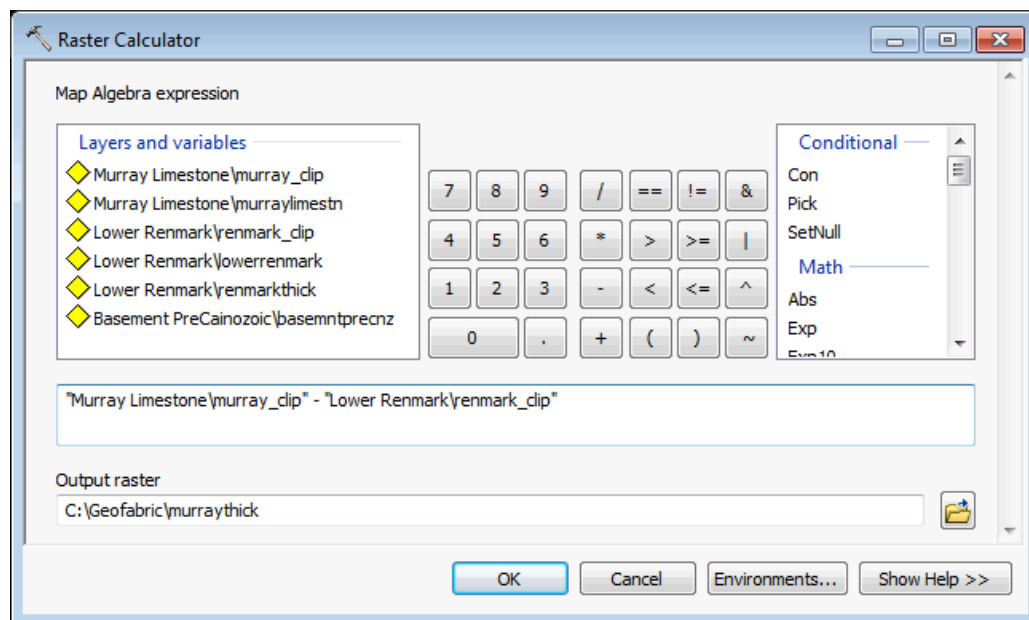 Raster Calculator
Map Algebra expression
Layers and variables
Murray Limestone\murray_clip
Murray Limestone\murraylimestn
Lower Renmark\renmark_clip
Lower Renmark\lowerrenmark
Lower Renmark\renmarkthick
Basement PreCainozoic\basemntprecnz
7 8 9 / == != &
4 5 6 * > >= |
1 2 3 - < <= ^
0 . + ( ) ~
Conditional
Con
Pick
SetNull
Math
Abs
Exp
Exp10
"Murray Limestone\murray_clip" - "Lower Renmark\renmark_clip"
Output raster
C:\Geofabric\murraythick
OK Cancel Environments... Show Help >>